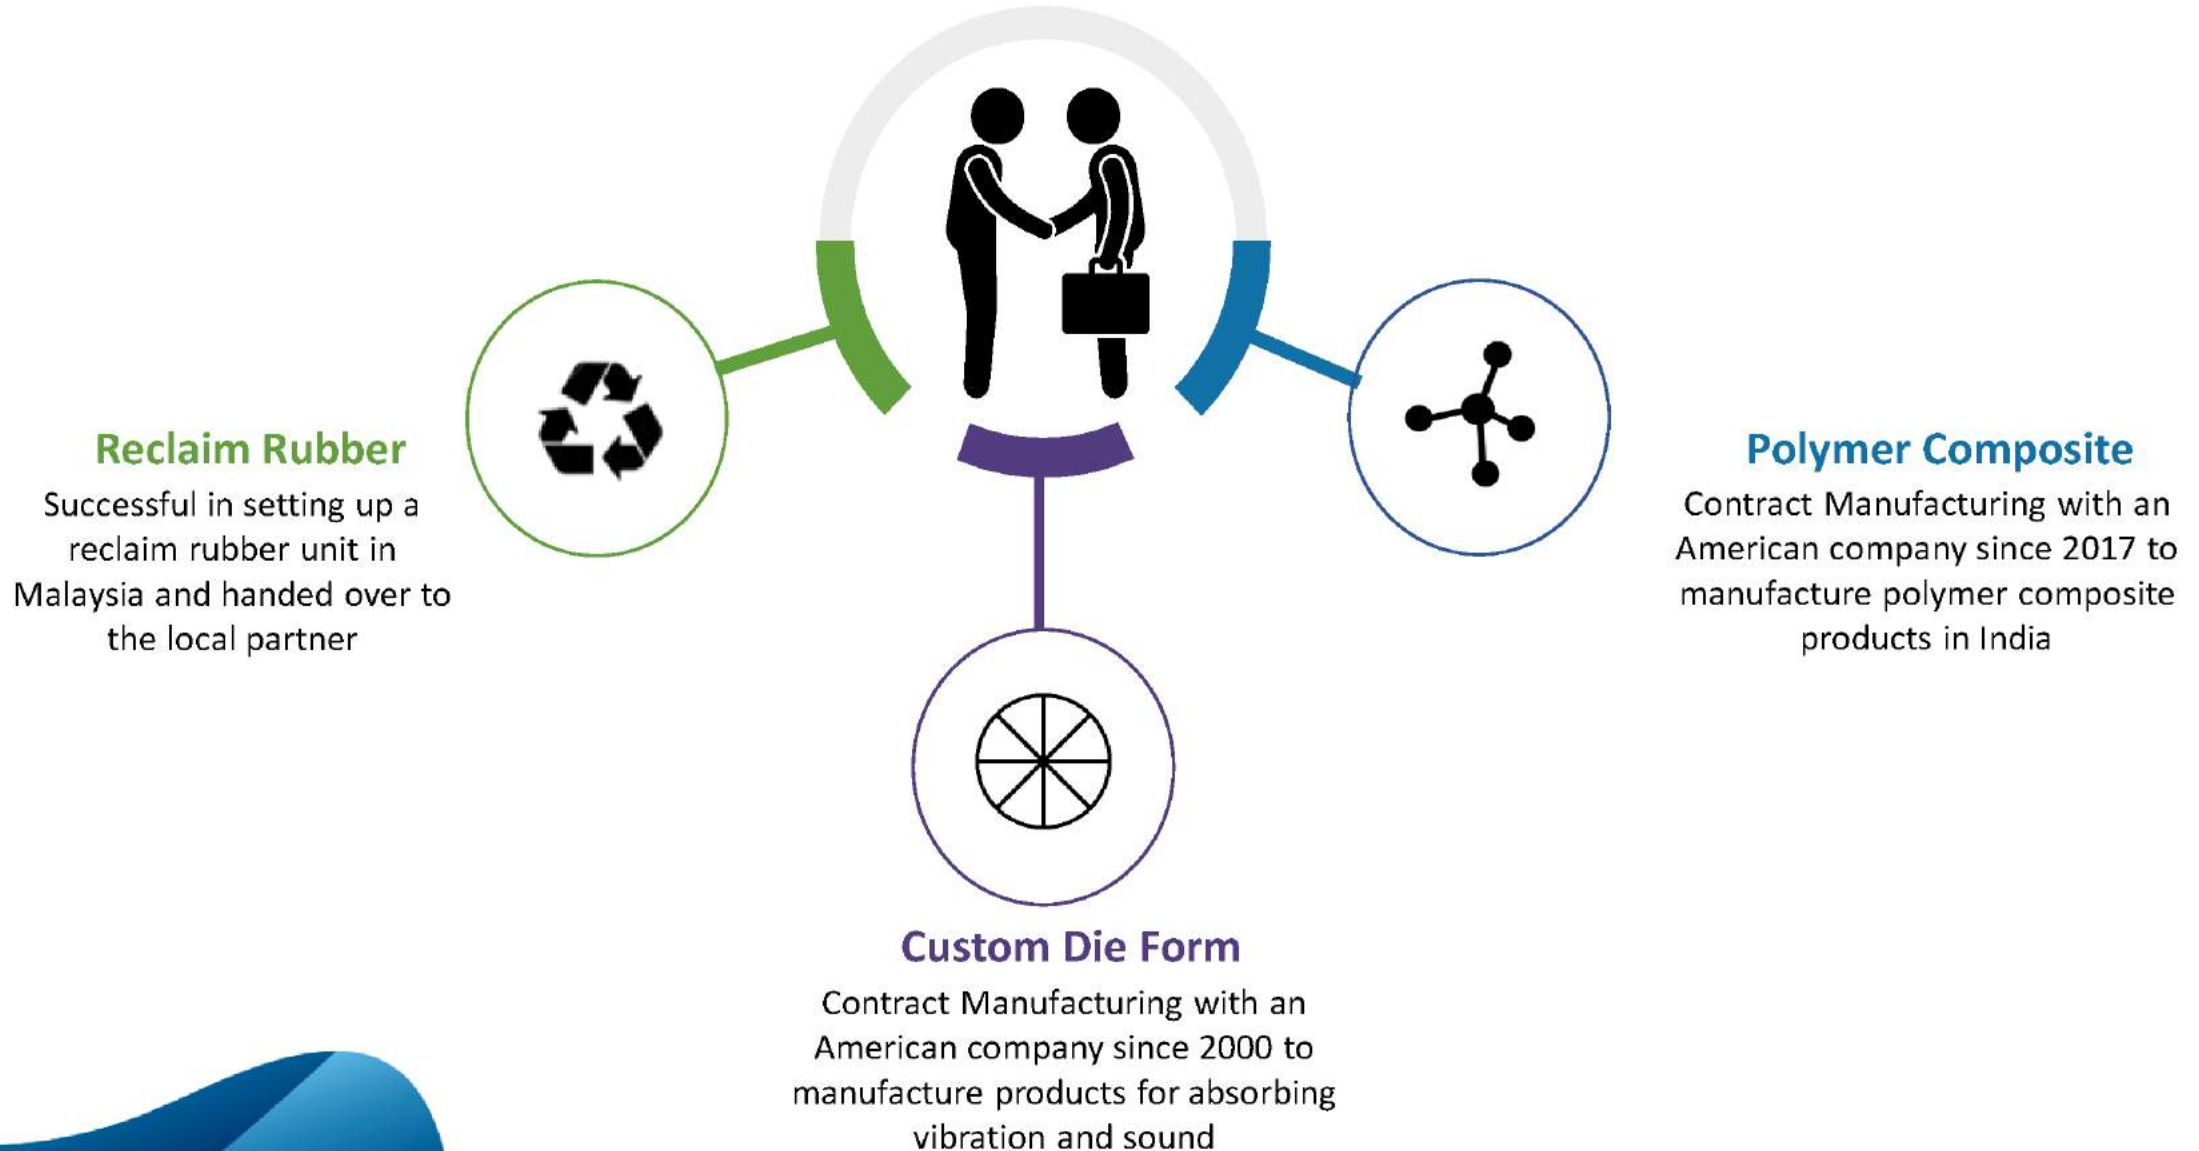 Reclaim Rubber
Successful in setting up a
reclaim rubber unit in
Malaysia and handed over to
the local partner
Custom Die Form
Contract Manufacturing with an
American company since 2000 to
manufacture products for absorbing
vibration and sound
Polymer Composite
Contract Manufacturing with an
American company since 2017 to
manufacture polymer composite
products in India